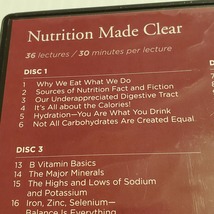 Nutrition Made Clear
36 lectures / 30 minutes per lecture
DISC 1
1 Why We Eat What We Do
2 Sources of Nutrition Fact and Fiction
3 Our Underappreciated Digestive Tract
4 It's All about the Calories!
5 Hydration—You Are What You Drink
6 Not All Carbohydrates Are Created Equal
DISC 3
13 B Vitamin Basics
14 The Major Minerals
15 The Highs and Lows of Sodium
and Potassium
16 Iron, Zinc, Selenium—
Balance Is Everything